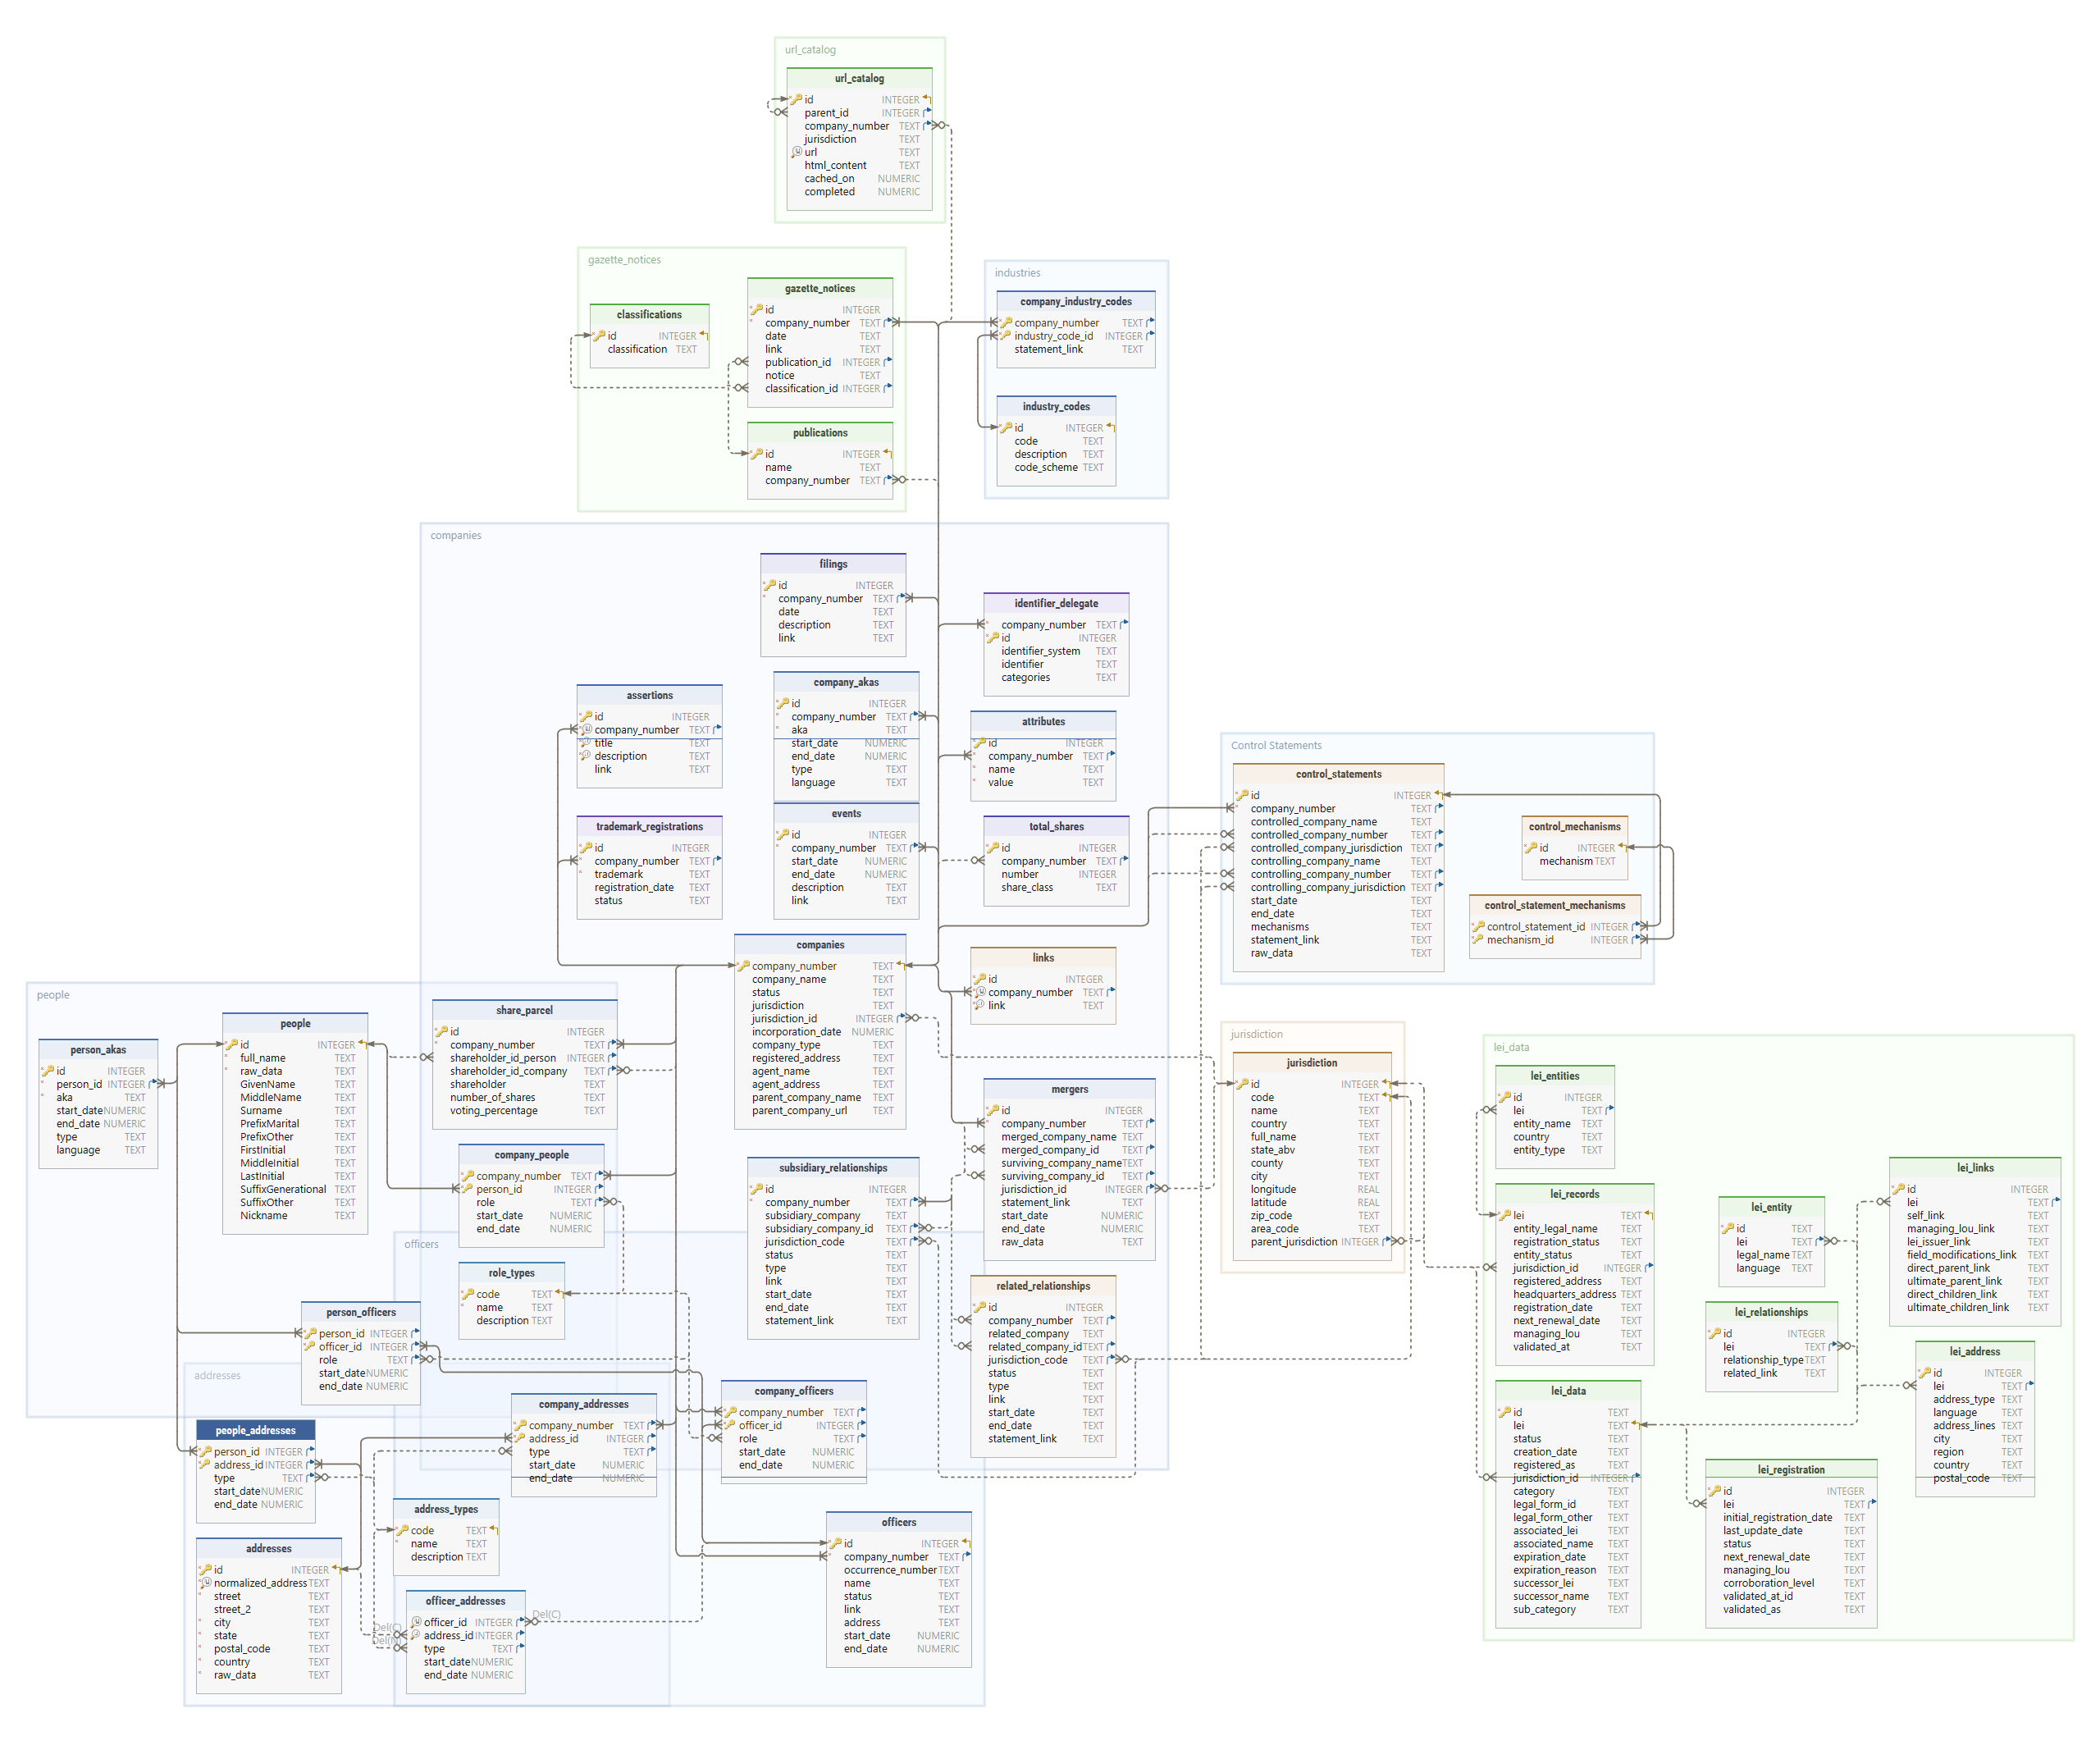 url_catalog
url_catalog
id INTEGER
parent_id INTEGER
company_number TEXT
jurisdiction TEXT
url TEXT
html_content TEXT
cached_on NUMERIC
completed NUMERIC
gazette_notices
classifications
id INTEGER
classification TEXT
gazette_notices
id INTEGER
company_number TEXT
date TEXT
link TEXT
publication_id INTEGER
notice TEXT
classification_id INTEGER
publications
id INTEGER
name TEXT
company_number TEXT
industries
company_industry_codes
company_number TEXT
industry_code_id INTEGER
statement_link TEXT
industry_codes
id INTEGER
code TEXT
description TEXT
code_scheme TEXT
companies
filings
id INTEGER
company_number TEXT
date TEXT
description TEXT
link TEXT
identifier_delegate
company_number TEXT
id INTEGER
identifier_system TEXT
identifier TEXT
categories TEXT
assertions
id INTEGER
company_number TEXT
title TEXT
description TEXT
link TEXT
company_akas
id INTEGER
company_number TEXT
aka TEXT
start_date NUMERIC
end_date NUMERIC
type TEXT
language TEXT
attributes
id INTEGER
company_number TEXT
name TEXT
value TEXT
trademark_registrations
id INTEGER
company_number TEXT
trademark TEXT
registration_date TEXT
status TEXT
events
id INTEGER
company_number TEXT
start_date NUMERIC
end_date NUMERIC
description TEXT
link TEXT
total_shares
id INTEGER
company_number TEXT
number INTEGER
share_class TEXT
companies
company_number TEXT
company_name TEXT
status TEXT
jurisdiction TEXT
jurisdiction_id INTEGER
incorporation_date NUMERIC
company_type TEXT
registered_address TEXT
agent_name TEXT
agent_address TEXT
parent_company_name TEXT
parent_company_url TEXT
links
id INTEGER
company_number TEXT
link TEXT
share_parcel
id INTEGER
company_number TEXT
shareholder_id_person INTEGER
shareholder_id_company TEXT
shareholder TEXT
number_of_shares TEXT
voting_percentage TEXT
mergers
id INTEGER
company_number TEXT
merged_company_name TEXT
merged_company_id TEXT
surviving_company_name TEXT
surviving_company_id TEXT
jurisdiction_id INTEGER
statement_link TEXT
start_date NUMERIC
end_date NUMERIC
raw_data TEXT
company_people
company_number TEXT
person_id INTEGER
role TEXT
start_date NUMERIC
end_date NUMERIC
subsidiary_relationships
id INTEGER
company_number TEXT
subsidiary_company TEXT
subsidiary_company_id TEXT
jurisdiction_code TEXT
status TEXT
type TEXT
link TEXT
start_date TEXT
end_date TEXT
statement_link TEXT
related_relationships
id INTEGER
company_number TEXT
related_company TEXT
related_company_id TEXT
jurisdiction_code TEXT
status TEXT
type TEXT
link TEXT
start_date TEXT
end_date TEXT
statement_link TEXT
Control Statements
control_statements
id INTEGER
company_number TEXT
controlled_company_name TEXT
controlled_company_number TEXT
controlled_company_jurisdiction TEXT
controlling_company_name TEXT
controlling_company_number TEXT
controlling_company_jurisdiction TEXT
start_date TEXT
end_date TEXT
mechanisms TEXT
statement_link TEXT
raw_data TEXT
control_mechanisms
id INTEGER
mechanism TEXT
control_statement_mechanisms
control_statement_id INTEGER
mechanism_id INTEGER
people
person_akas
id INTEGER
person_id INTEGER
aka TEXT
start_date NUMERIC
end_date NUMERIC
type TEXT
language TEXT
people
id INTEGER
full_name TEXT
raw_data TEXT
GivenName TEXT
MiddleName TEXT
Surname TEXT
PrefixMarital TEXT
PrefixOther TEXT
FirstInitial TEXT
MiddleInitial TEXT
LastInitial TEXT
SuffixGenerational TEXT
SuffixOther TEXT
Nickname TEXT
person_officers
person_id INTEGER
officer_id INTEGER
role TEXT
start_date NUMERIC
end_date NUMERIC
jurisdiction
jurisdiction
id INTEGER
code TEXT
name TEXT
country TEXT
full_name TEXT
state_abv TEXT
county TEXT
city TEXT
longitude REAL
latitude REAL
zip_code TEXT
area_code TEXT
parent_jurisdiction INTEGER
officers
role_types
code TEXT
name TEXT
description TEXT
company_officers
company_number TEXT
officer_id INTEGER
role TEXT
start_date NUMERIC
end_date NUMERIC
officers
id INTEGER
company_number TEXT
occurrence_number TEXT
name TEXT
status TEXT
link TEXT
address TEXT
start_date NUMERIC
end_date NUMERIC
addresses
people_addresses
person_id INTEGER
address_id INTEGER
type TEXT
start_date NUMERIC
end_date NUMERIC
company_addresses
company_number TEXT
address_id INTEGER
type TEXT
start_date NUMERIC
end_date NUMERIC
address_types
code TEXT
name TEXT
description TEXT
addresses
id INTEGER
normalized_address TEXT
street TEXT
street_2 TEXT
city TEXT
state TEXT
postal_code TEXT
country TEXT
raw_data TEXT
officer_addresses
officer_id INTEGER
address_id INTEGER
type TEXT
start_date NUMERIC
end_date NUMERIC
Del(C)
Del(C)
Del(N)
lei_data
lei_entities
id INTEGER
lei TEXT
entity_name TEXT
country TEXT
entity_type TEXT
lei_records
lei TEXT
entity_legal_name TEXT
registration_status TEXT
entity_status TEXT
jurisdiction_id INTEGER
registered_address TEXT
headquarters_address TEXT
registration_date TEXT
next_renewal_date TEXT
managing_lou TEXT
validated_at TEXT
lei_entity
id INTEGER
lei TEXT
legal_name TEXT
language TEXT
lei_links
id INTEGER
lei TEXT
self_link TEXT
managing_lou_link TEXT
lei_issuer_link TEXT
field_modifications_link TEXT
direct_parent_link TEXT
ultimate_parent_link TEXT
direct_children_link TEXT
ultimate_children_link TEXT
lei_relationships
id INTEGER
lei TEXT
relationship_type TEXT
related_link TEXT
lei_address
id INTEGER
lei TEXT
address_type TEXT
language TEXT
address_lines TEXT
city TEXT
region TEXT
country TEXT
postal_code TEXT
lei_data
id INTEGER
lei TEXT
status TEXT
creation_date TEXT
registered_as TEXT
jurisdiction_id INTEGER
category TEXT
legal_form_id TEXT
legal_form_other TEXT
associated_lei TEXT
associated_name TEXT
expiration_date TEXT
expiration_reason TEXT
successor_lei TEXT
successor_name TEXT
sub_category TEXT
lei_registration
id INTEGER
lei TEXT
initial_registration_date TEXT
last_update_date TEXT
status TEXT
next_renewal_date TEXT
managing_lou TEXT
corroboration_level TEXT
validated_at_id TEXT
validated_as TEXT